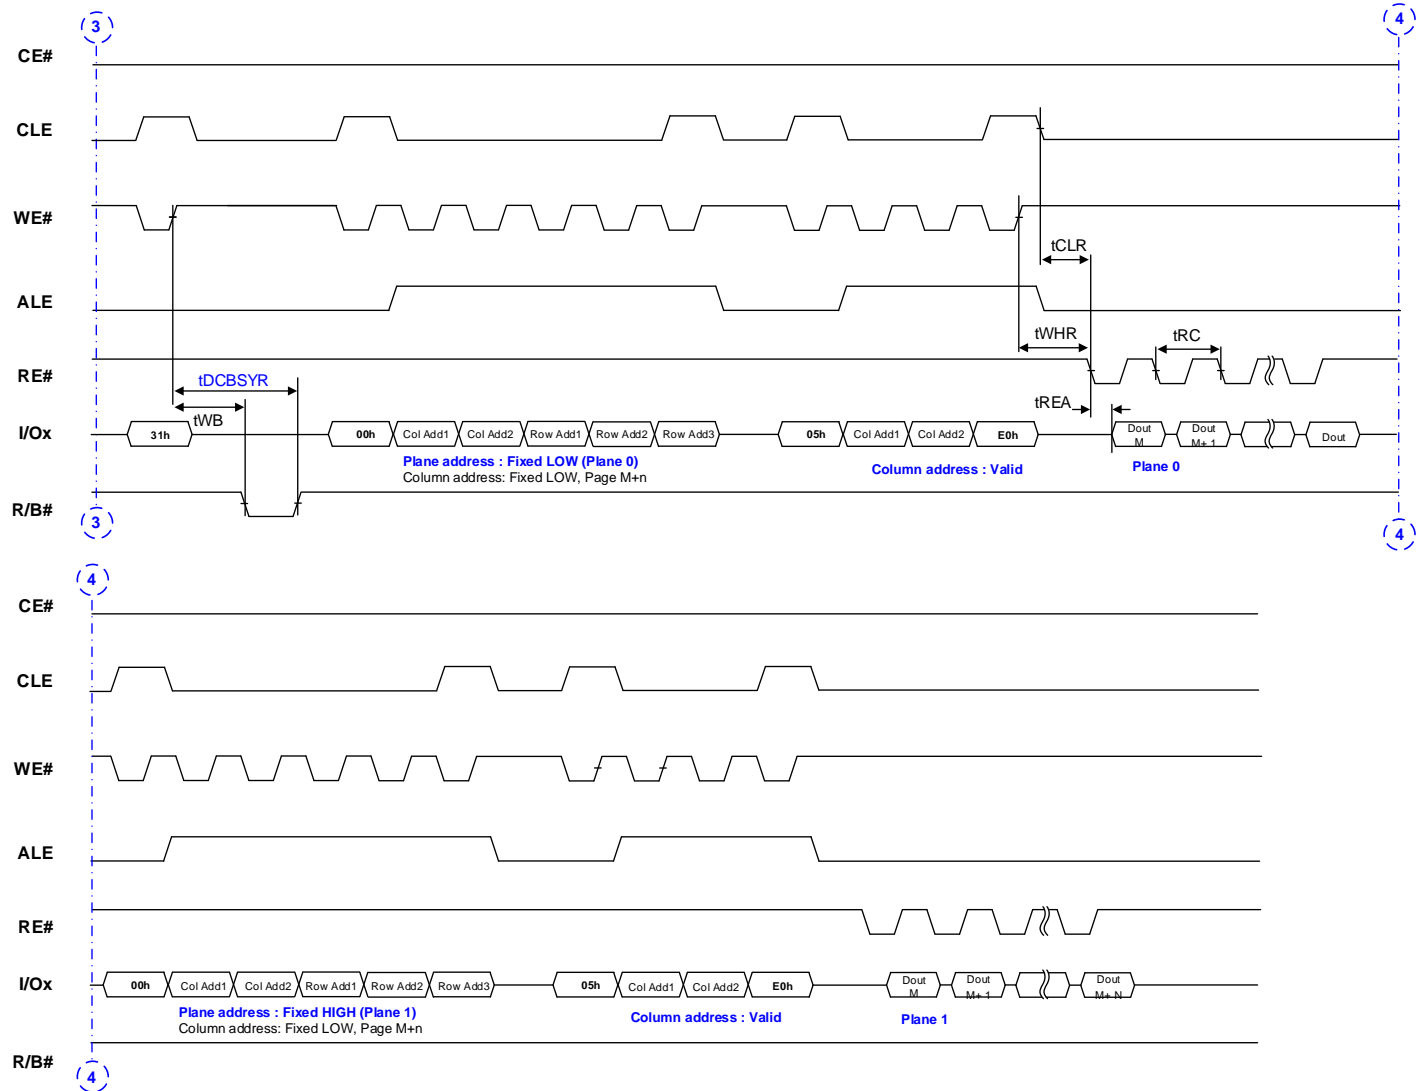 3
4
CE#
CLE
WE#
tCLR
ALE
tWHR
tRC
RE#
tDCBSYR
tREA
tWB
I/Ox 31h 00h Col Add1 Col Add2 Row Add1 Row Add2 Row Add3 05h Col Add1 Col Add2 E0h Dout M Dout M+ 1 Dout
Plane address : Fixed LOW (Plane 0)
Column address : Valid
Plane 0
Column address: Fixed LOW, Page M+n
R/B#
3
4
4
CE#
CLE
WE#
ALE
RE#
I/Ox 00h Col Add1 Col Add2 Row Add1 Row Add2 Row Add3 05h Col Add1 Col Add2 E0h Dout M Dout M+ 1 Dout M+ N
Plane address : Fixed HIGH (Plane 1)
Column address : Valid
Plane 1
Column address: Fixed LOW, Page M+n
R/B#
4